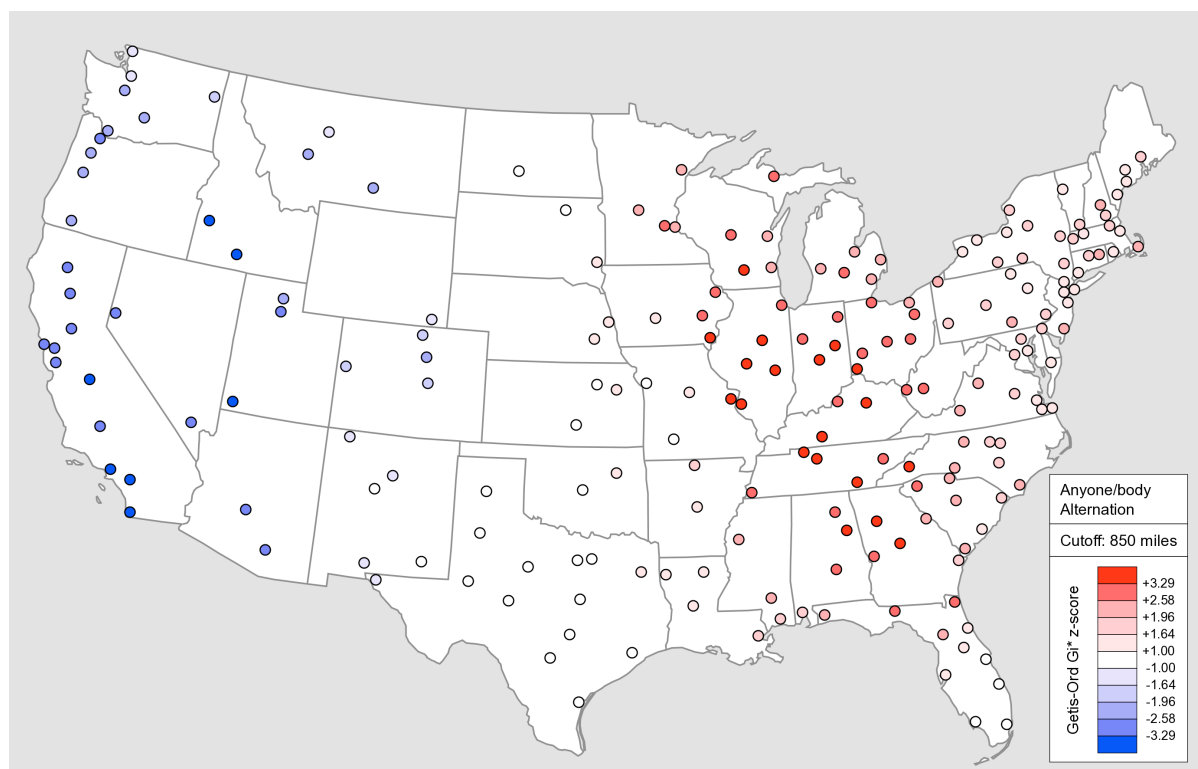 Anyone/body
Alternation
Cutoff: 850 miles
Getis-Ord Gi* z-score
+3.29
+2.58
+1.96
+1.64
+1.00
-1.00
-1.64
-1.96
-2.58
-3.29